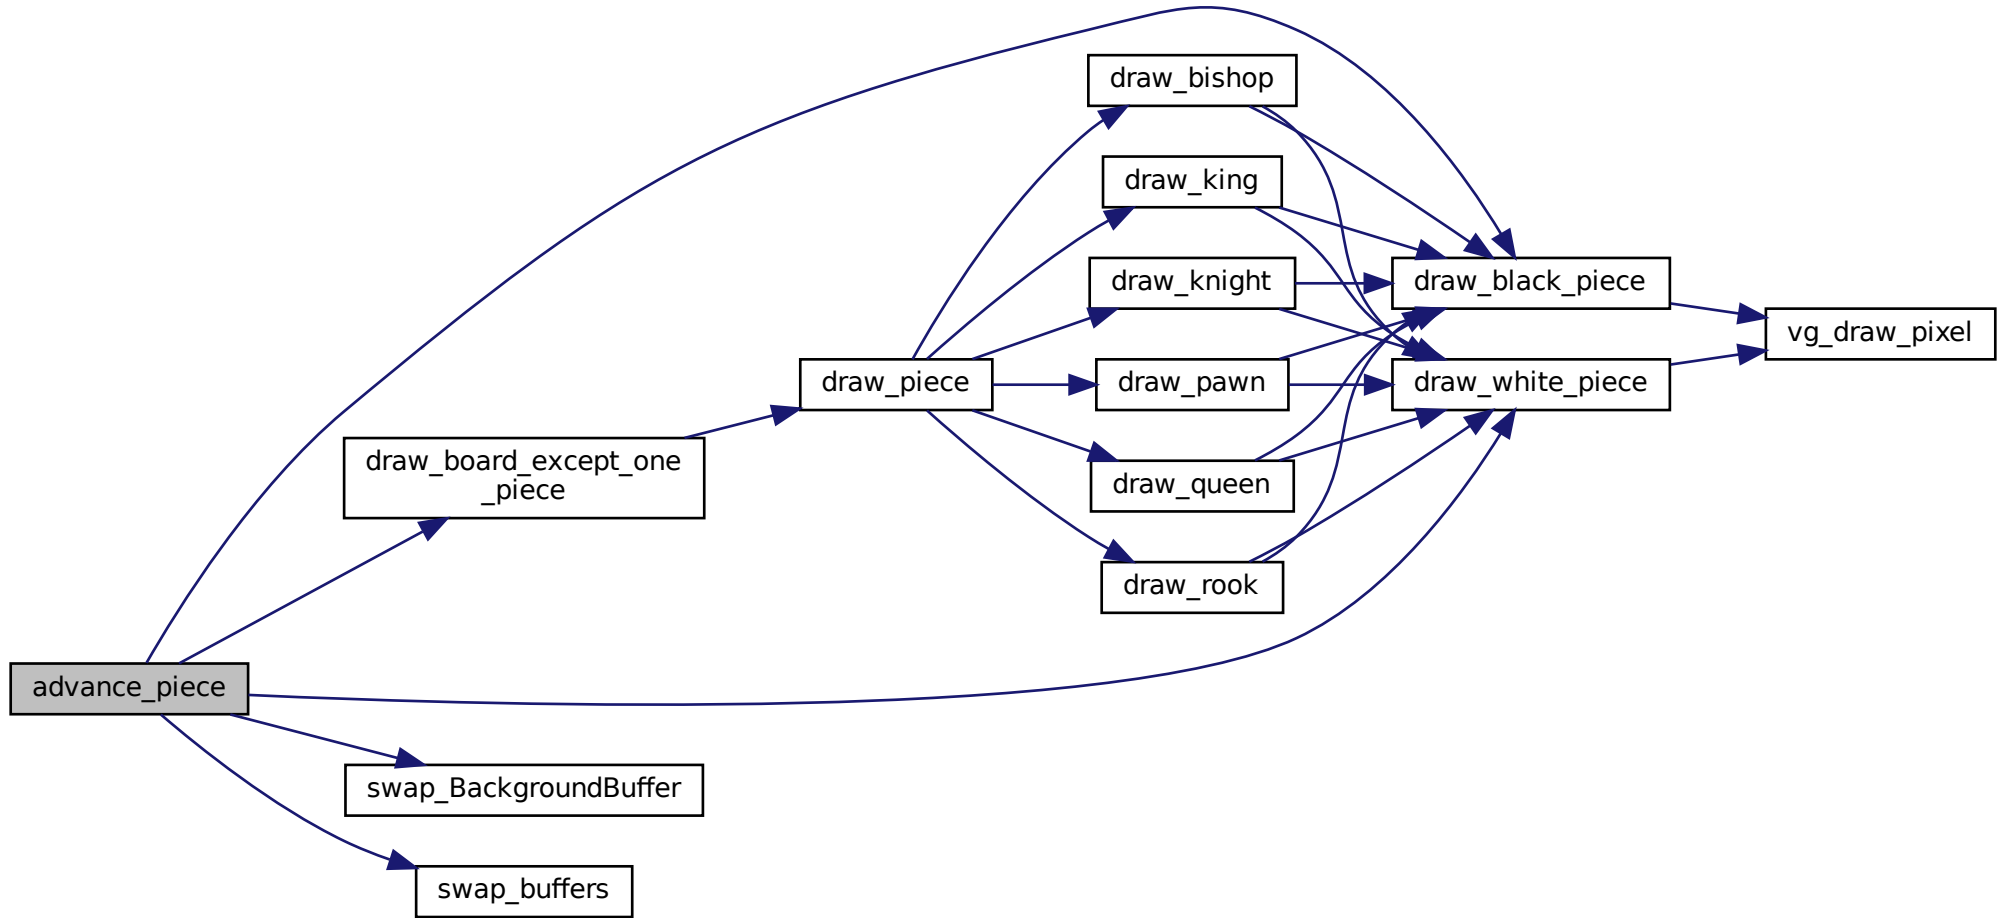 draw_bishop
draw_king
draw_knight
draw_black_piece
vg_draw_pixel
draw_piece
draw_pawn
draw_white_piece
draw_board_except_one
_piece
draw_queen
draw_rook
advance_piece
swap_BackgroundBuffer
swap_buffers